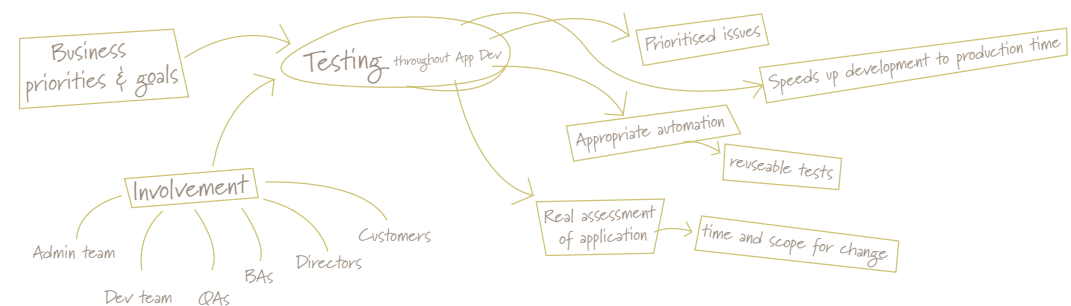 Business
priorities & goals
Testing throughout App Dev
Prioritised issues
Speeds up development to production time
Appropriate automation
reuseable tests
Involvement
Real assessment
of application
time and scope for change
Admin team
Dev team
QAs
BAs
Directors
Customers